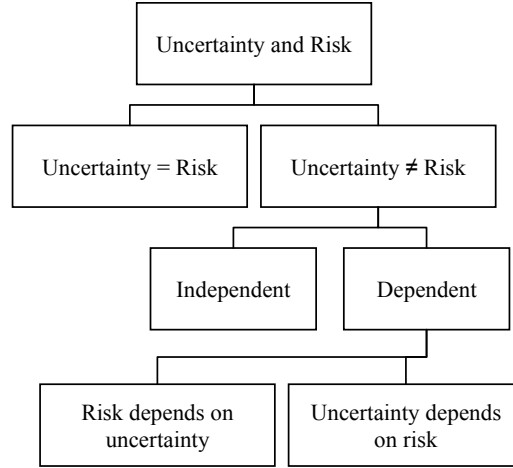 Uncertainty and Risk
Uncertainty = Risk
Uncertainty ≠ Risk
Independent
Dependent
Risk depends on
uncertainty
Uncertainty depends
on risk